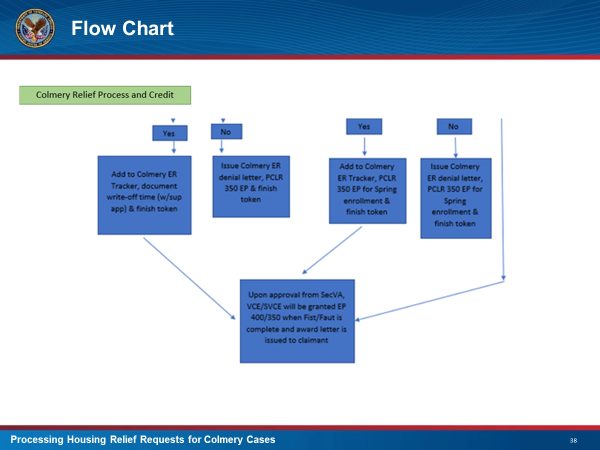 Flow Chart
Colmery Relief Process and Credit
Yes
No
Yes
No
Add to Colmery ER
Tracker, document
write-off time (w/sup
app) & finish token
Issue Colmery ER
denial letter, PCLR
350 EP & finish
token
Add to Colmery
ER Tracker, PCLR
350 EP for Spring
enrollment &
finish token
Issue Colmery
ER denial letter,
PCLR 350 EP for
Spring
enrollment &
finish token
Upon approval from SecVA,
VCE/SVCE will be granted EP
400/350 when Fist/Faut is
complete and award letter is
issued to claimant
Processing Housing Relief Requests for Colmery Cases
38